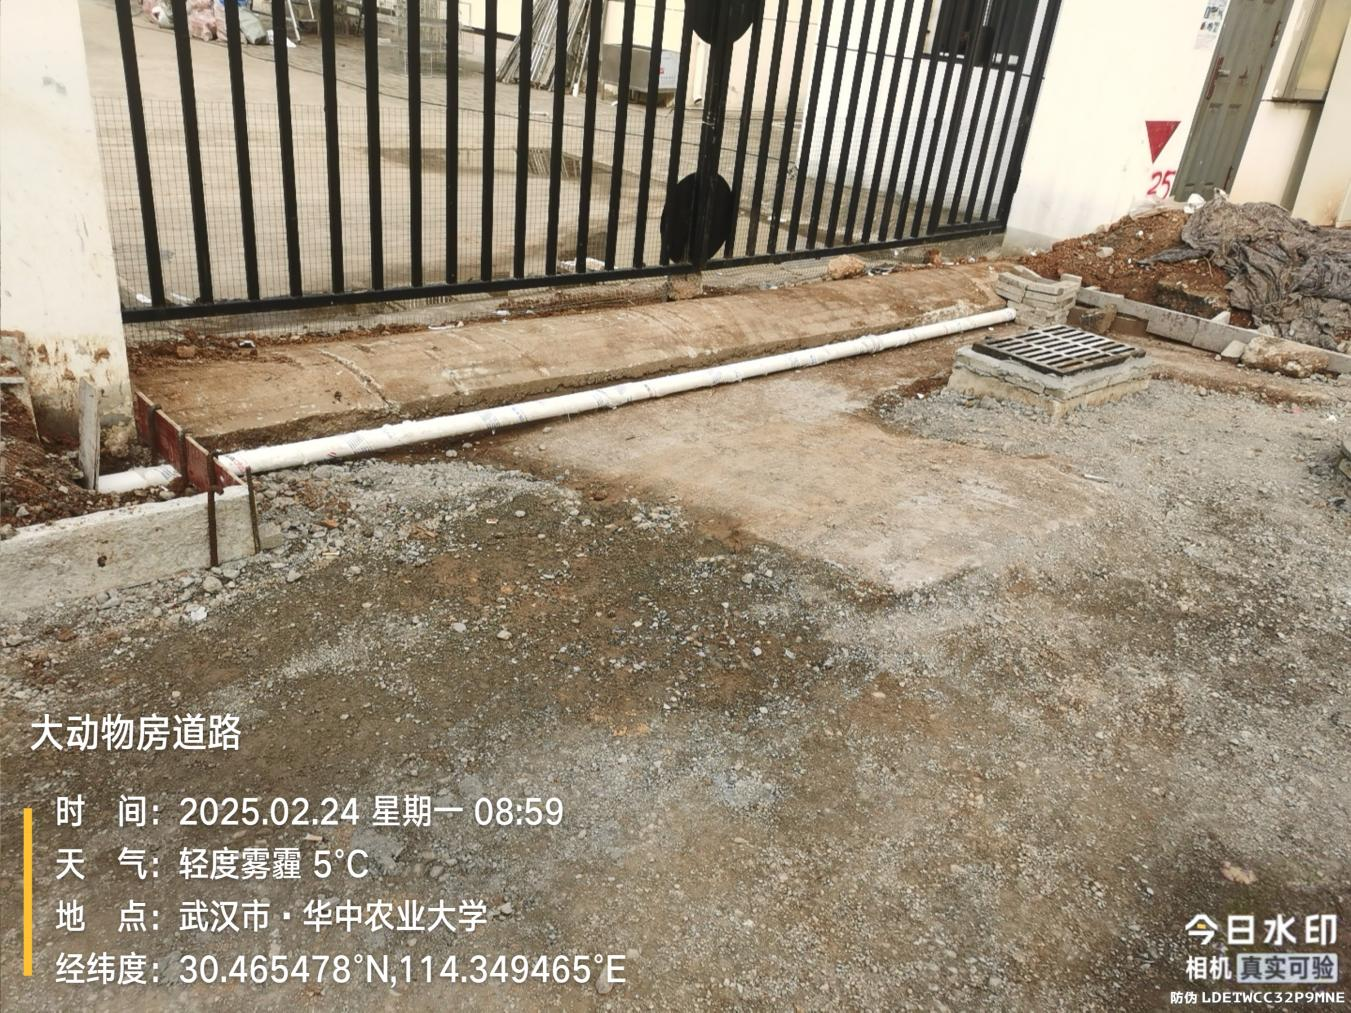 25
大动物房道路
时 间：2025.02.24 星期一 08:59
天 气：轻度雾霾 5°C
地 点：武汉市·华中农业大学
经纬度：30.465478°N,114.349465°E
今日水印
相机 真实可验
防伪 LDETWCC32P9MNE